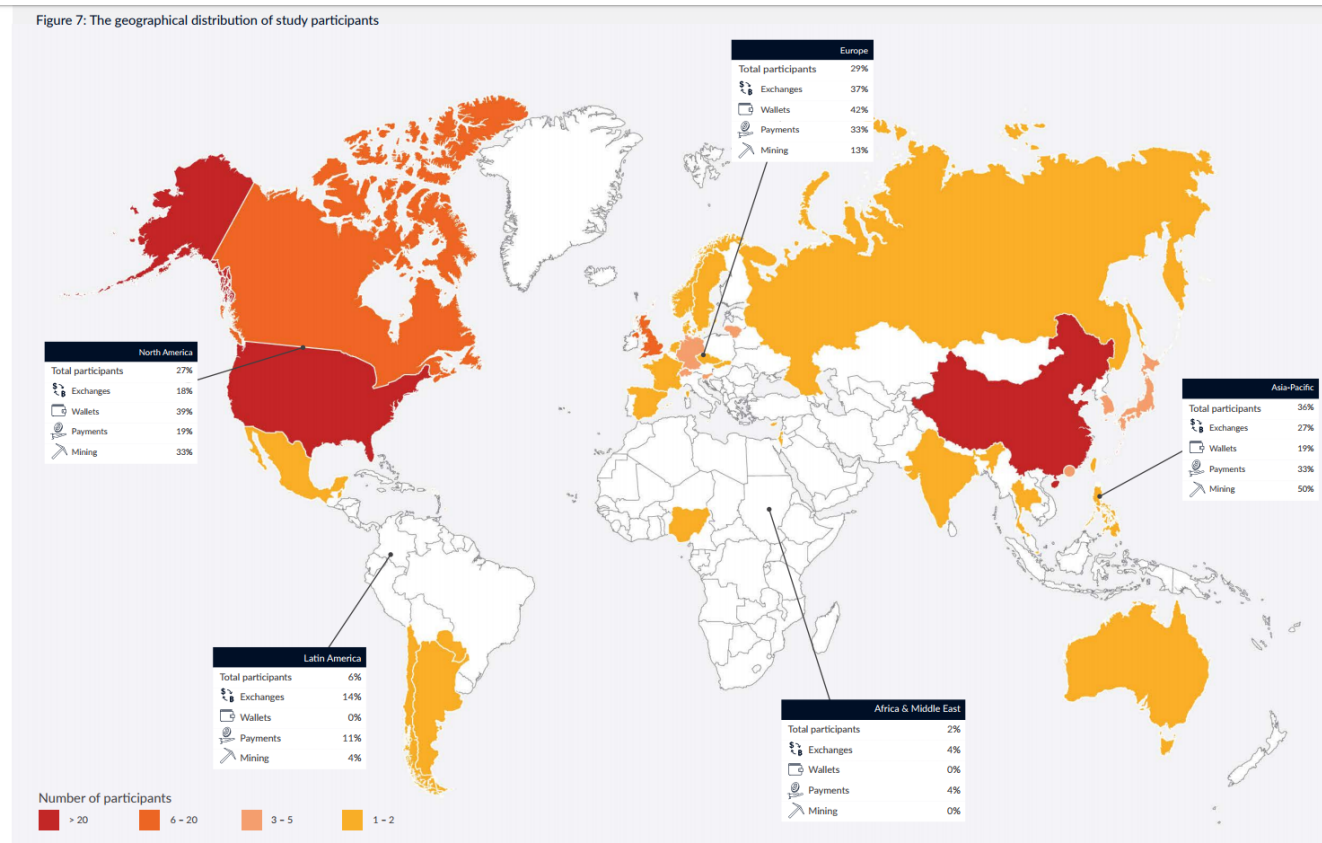 Figure 7: The geographical distribution of study participants
Europe
Total participants 29%
Exchanges 37%
Wallets 42%
Payments 33%
Mining 13%
North America
Total participants 27%
Exchanges 18%
Wallets 39%
Payments 19%
Mining 33%
Asia-Pacific
Total participants 36%
Exchanges 27%
Wallets 19%
Payments 33%
Mining 50%
Latin America
Total participants 6%
Exchanges 14%
Wallets 0%
Payments 11%
Mining 4%
Africa & Middle East
Total participants 2%
Exchanges 4%
Wallets 0%
Payments 4%
Mining 0%
Number of participants
> 20 6 – 20 3 – 5 1 – 2